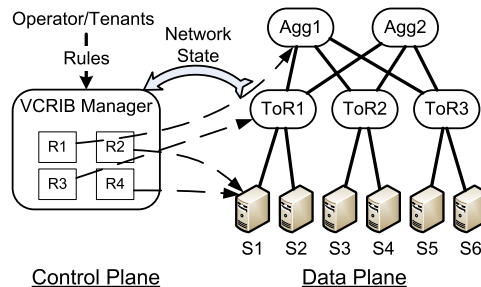 Operator/Tenants
Rules
Network
State
VCRIB Manager
R1
R2
R3
R4
Agg1
Agg2
ToR1
ToR2
ToR3
S1
S2
S3
S4
S5
S6
Control Plane
Data Plane